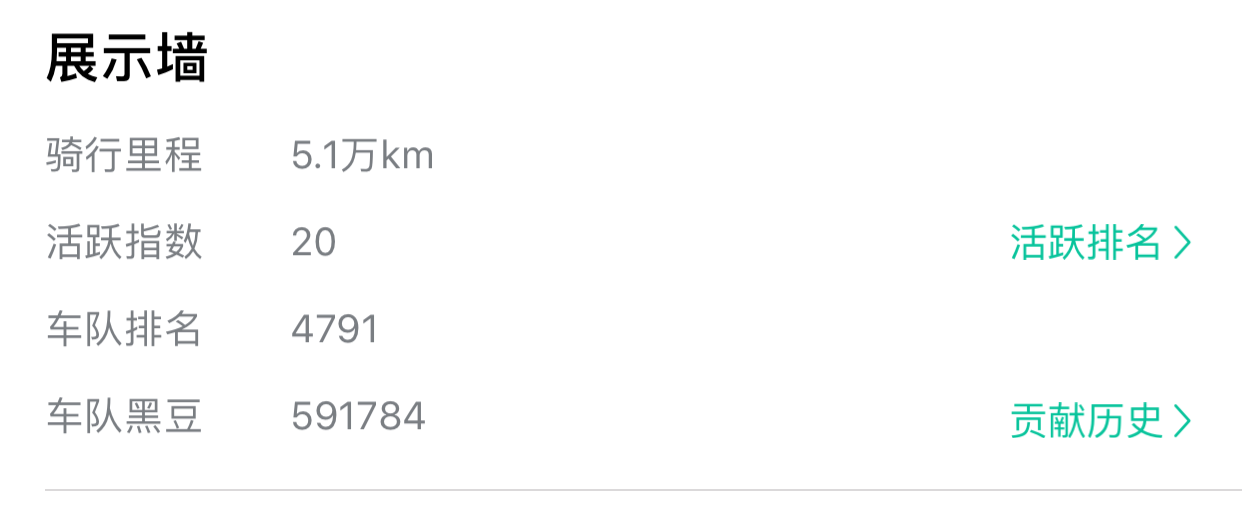 展示墙
骑行里程 5.1万km
活跃指数 20 活跃排名 >
车队排名 4791
车队黑豆 591784 贡献历史 >